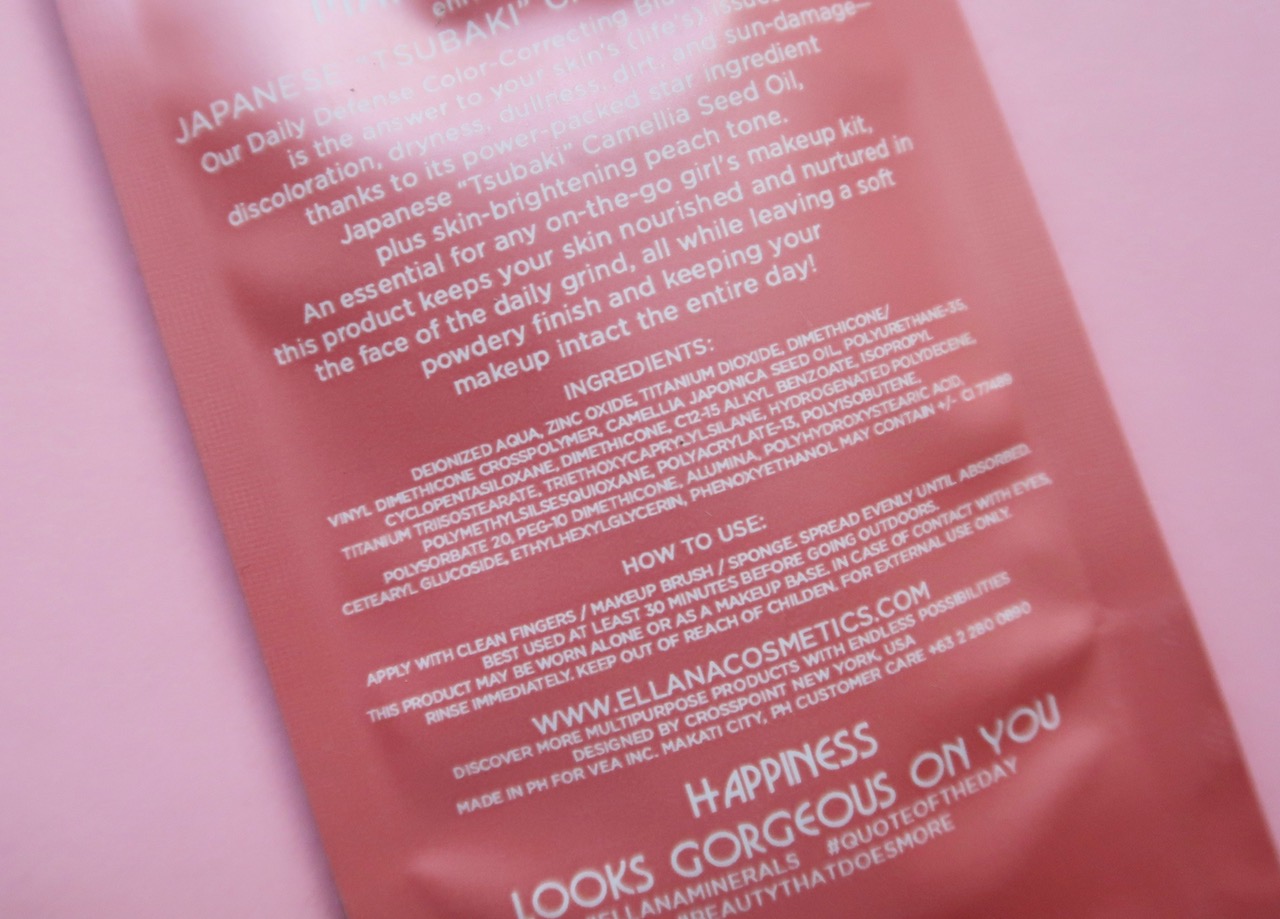 JAPANESE "TSUBAKI"
Our Daily Defense Color-Correcting
is the answer to your skin's (life's) issues
discoloration, dryness, dullness, dirt, and sun-damage—
thanks to its power-packed star ingredient
Japanese "Tsubaki" Camellia Seed Oil,
plus skin-brightening peach tone.
An essential for any on-the-go girl's makeup kit,
this product keeps your skin nourished and nurtured in
the face of the daily grind, all while leaving a soft
powdery finish and keeping your
makeup intact the entire day!
INGREDIENTS:
DEIONIZED AQUA, ZINC OXIDE, TITANIUM DIOXIDE, DIMETHICONE/
VINYL DIMETHICONE CROSSPOLYMER, CAMELLIA JAPONICA SEED OIL, POLYURETHANE-35,
CYCLOPENTASILOXANE, DIMETHICONE, C12-15 ALKYL BENZOATE, ISOPROPYL
TITANIUM TRIISOSTEARATE, TRIETHOXYCAPRYLYLSILANE, HYDROGENATED POLYDECENE,
POLYMETHYLSILSESQUIOXANE, POLYACRYLATE-13, POLYISOBUTENE,
POLYSORBATE 20, PEG-10 DIMETHICONE, ALUMINA, POLYHYDROXYSTEARIC ACID,
CETEARYL GLUCOSIDE, ETHYLHEXYLGLYCERIN, PHENOXYETHANOL MAY CONTAIN +/- CI 77489
HOW TO USE:
APPLY WITH CLEAN FINGERS / MAKEUP BRUSH / SPONGE. SPREAD EVENLY UNTIL ABSORBED.
BEST USED AT LEAST 30 MINUTES BEFORE GOING OUTDOORS.
THIS PRODUCT MAY BE WORN ALONE OR AS A MAKEUP BASE. IN CASE OF CONTACT WITH EYES,
RINSE IMMEDIATELY. KEEP OUT OF REACH OF CHILDEN. FOR EXTERNAL USE ONLY.
WWW.ELLANACOSMETICS.COM
DISCOVER MORE MULTIPURPOSE PRODUCTS WITH ENDLESS POSSIBILITIES
DESIGNED BY CROSSPOINT NEW YORK, USA
MADE IN PH FOR VEA INC. MAKATI CITY, PH CUSTOMER CARE +63 2 280 0890
HAPPINESS
LOOKS GORGEOUS ON YOU
#ELLANAMINERALS #QUOTEOFTHEDAY
#BEAUTYTHATDOESMORE